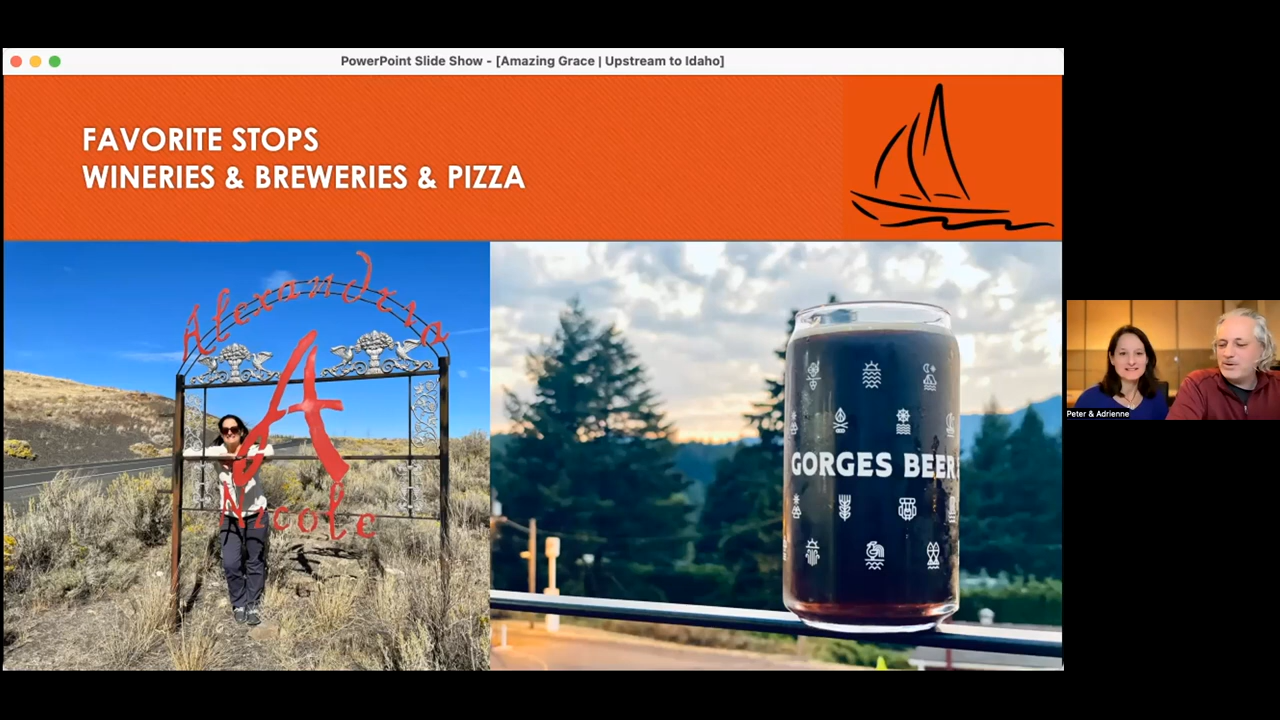 PowerPoint Slide Show - [Amazing Grace | Upstream to Idaho]
FAVORITE STOPS
WINERIES & BREWERIES & PIZZA
Alexandria
A
Nicole
GORGES BEER
Peter & Adrienne